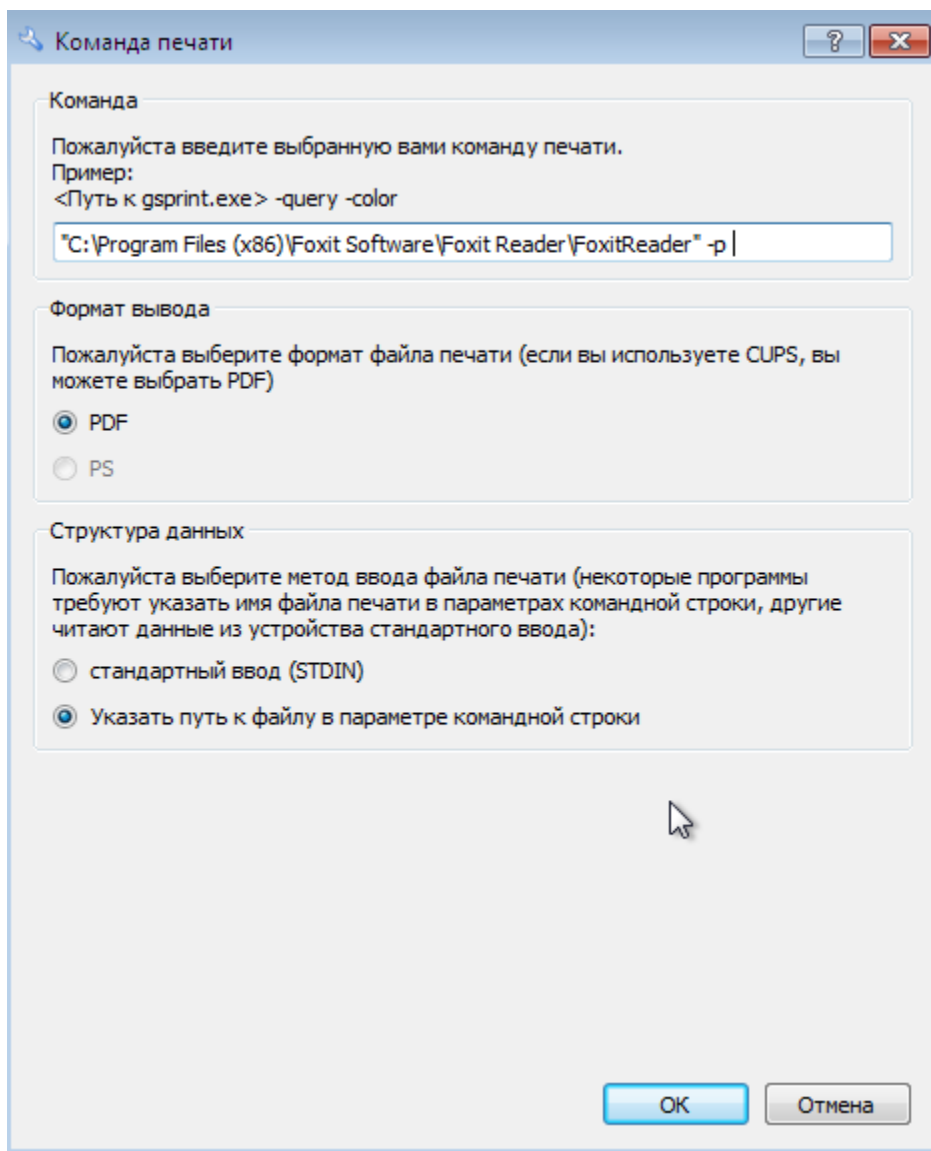 Команда печати
Команда
Пожалуйста введите выбранную вами команду печати.
Пример:
<Путь к gsprint.exe> -query -color
"C:\Program Files (x86)\Foxit Software\Foxit Reader\FoxitReader" -p
Формат вывода
Пожалуйста выберите формат файла печати (если вы используете CUPS, вы
можете выбрать PDF)
PDF
PS
Структура данных
Пожалуйста выберите метод ввода файла печати (некоторые программы
требуют указать имя файла печати в параметрах командной строки, другие
читают данные из устройства стандартного ввода):
стандартный ввод (STDIN)
Указать путь к файлу в параметре командной строки
OK
Отмена